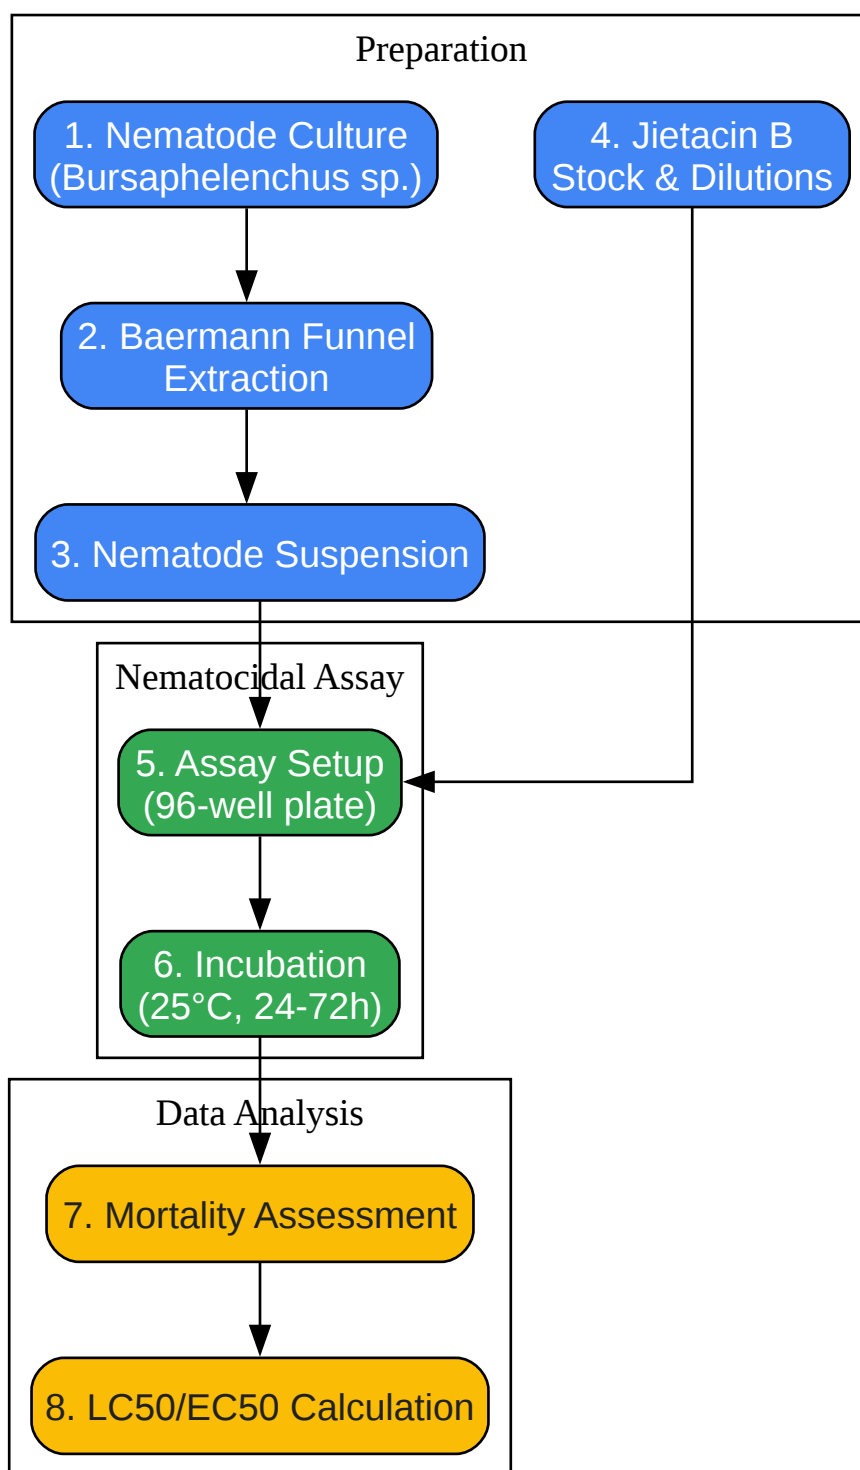 Preparation
1. Nematode Culture
(Bursaphelenchus sp.)
4. Jietacin B
Stock & Dilutions
2. Baermann Funnel
Extraction
3. Nematode Suspension
Nematocidal Assay
5. Assay Setup
(96-well plate)
6. Incubation
(25°C, 24-72h)
Data Analysis
7. Mortality Assessment
8. LC50/EC50 Calculation